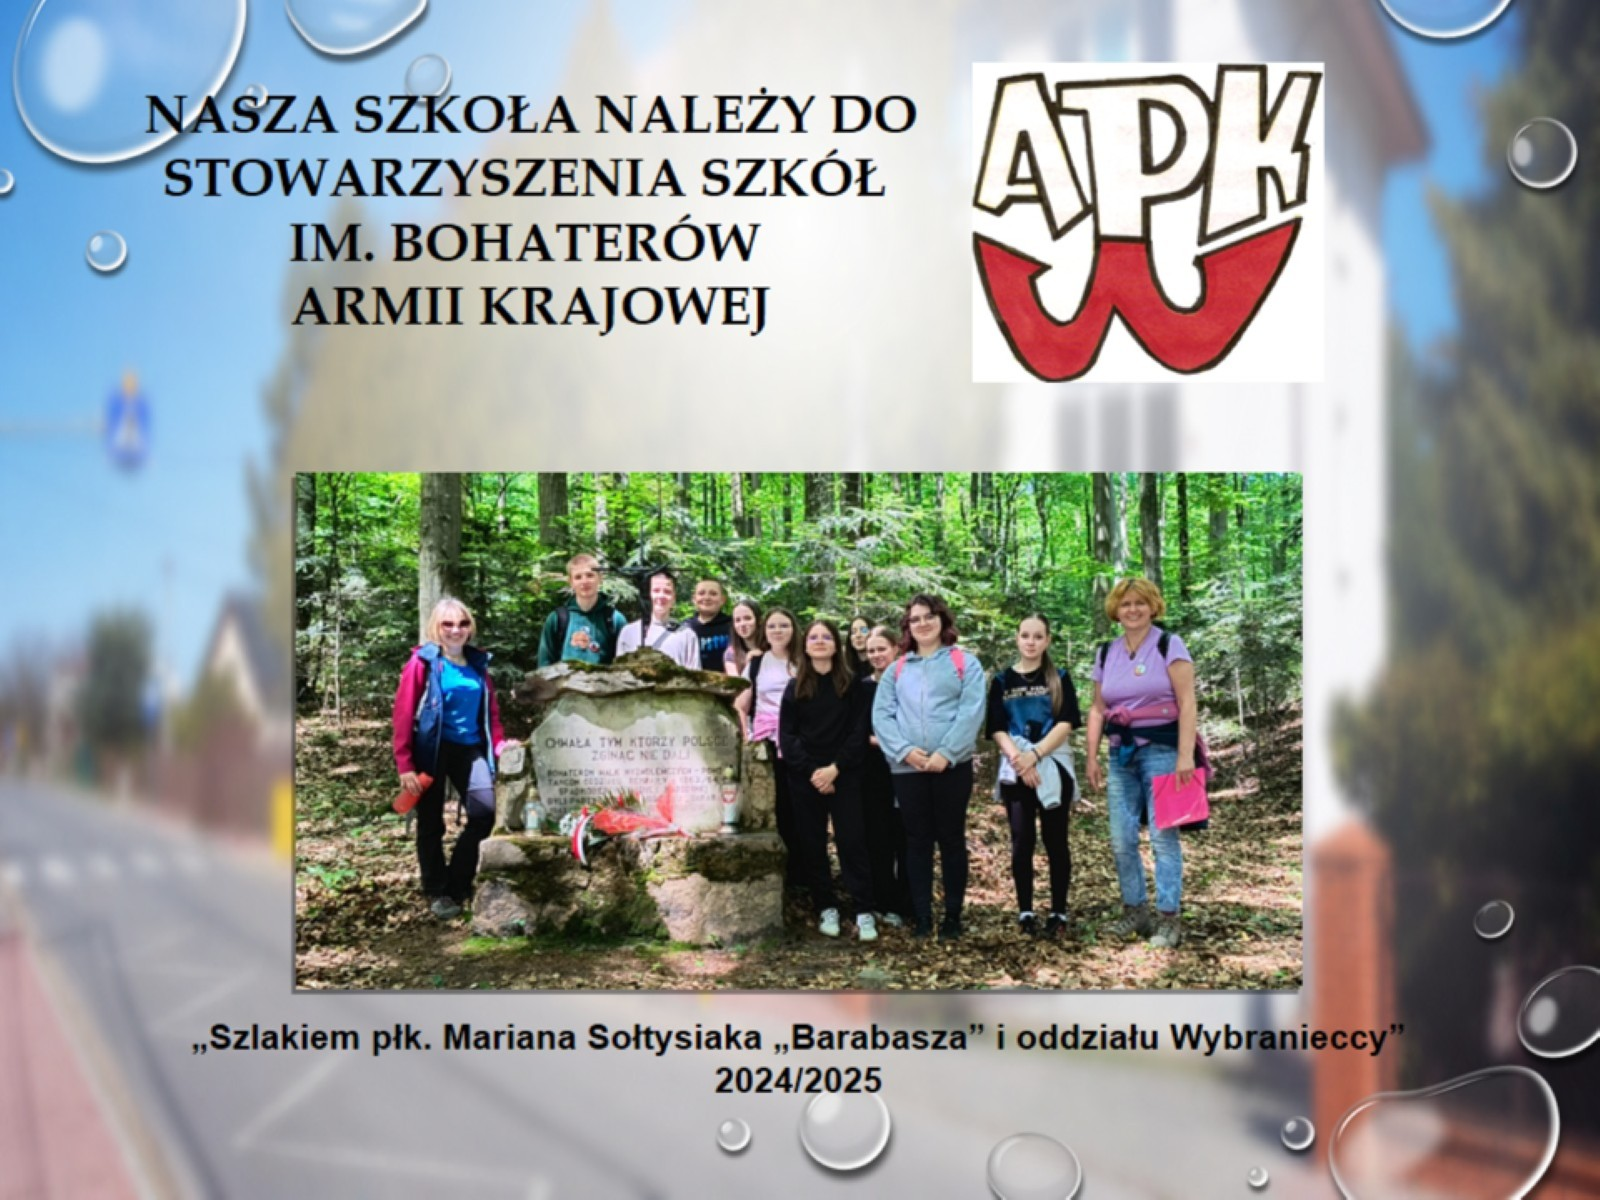 NASZA SZKOŁA NALEŻY DO
STOWARZYSZENIA SZKÓŁ
IM. BOHATERÓW
ARMII KRAJOWEJ
APK
CHWAŁA TYM KTÓRZY POLSCE
ZGINĄĆ NIE DALI
„Szlakiem płk. Mariana Sołtysiaka „Barabasza” i oddziału Wybranieccy”
2024/2025